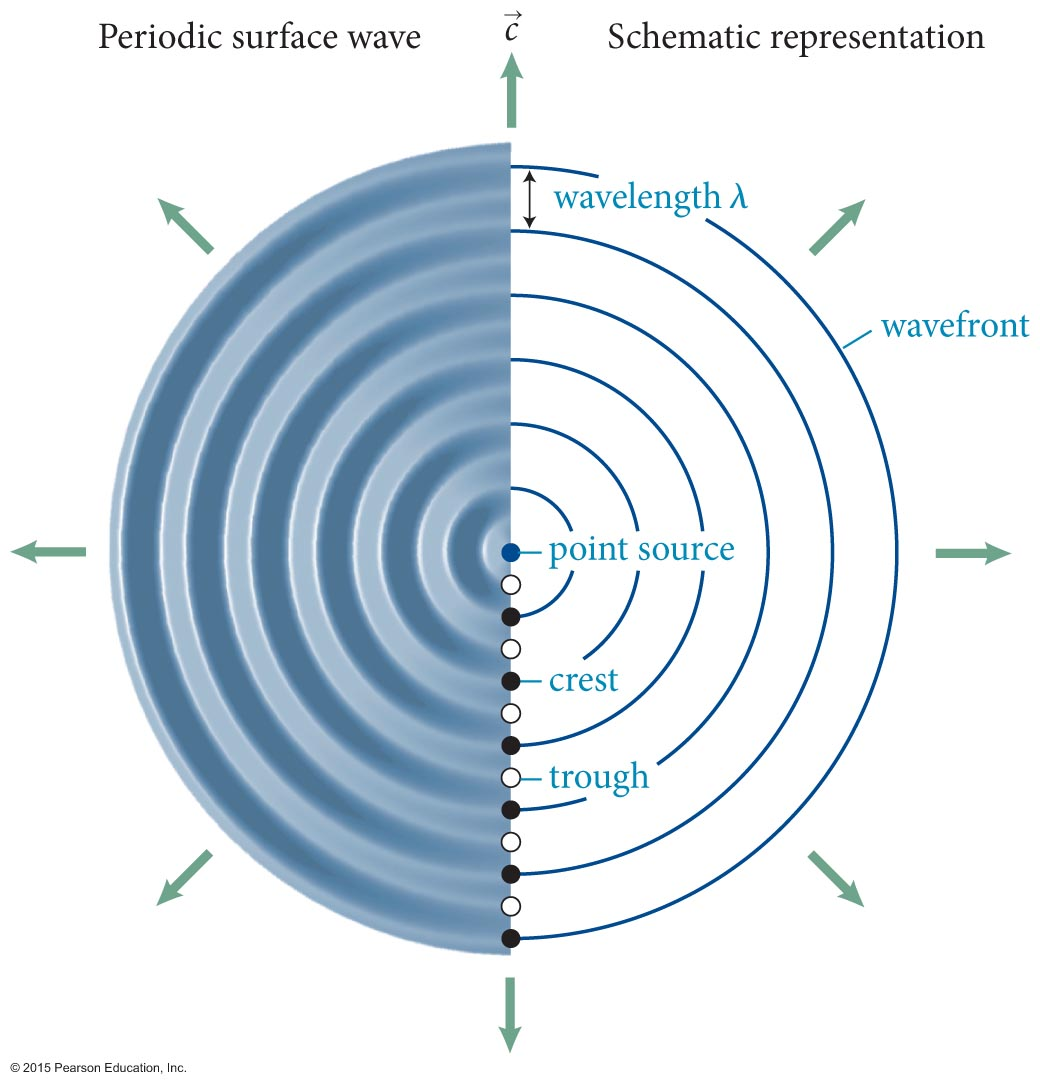 Periodic surface wave
c⃗
Schematic representation
wavelength λ
wavefront
point source
crest
trough
© 2015 Pearson Education, Inc.